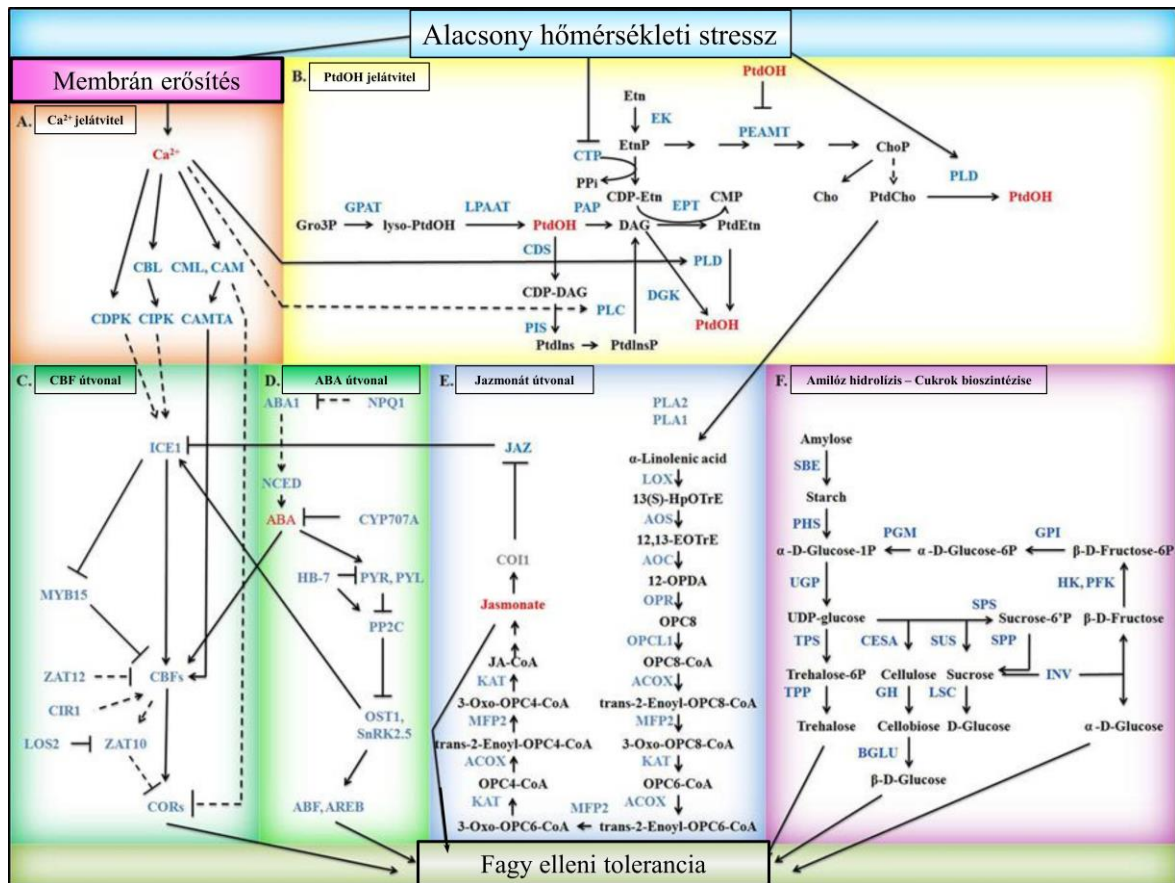 Alacsony hőmérsékleti stressz
Membrán erősítés
A. Ca²⁺ jelátvitel
Ca²⁺
CBL CML, CAM
CDPK CIPK CAMTA
B. PtdOH jelátvitel
PtdOH
Etn
EK
EtnP PEAMT ChoP
CTP
PPi
CDP-Etn CMP Cho PtdCho PLD PtdOH
GPAT LPAAT PAP EPT
Gro3P lyso-PtdOH PtdOH DAG PtdEtn
CDS PLD
CDP-DAG DGK
PLC
PIS PtdOH
PtdIns PtdInsP
C. CBF útvonal
ICE1
MYB15
ZAT12 CBFs
CIR1
LOS2 ZAT10
CORs
D. ABA útvonal
ABA1 NPQ1
NCED
ABA CYP707A
HB-7 PYR, PYL
PP2C
OST1,
SnRK2.5
ABF, AREB
E. Jazmonát útvonal
PLA2
PLA1
JAZ
α-Linolenic acid
LOX
13(S)-HpOTrE
AOS
12,13-EOTrE
COI1 AOC
12-OPDA
Jasmonate OPR
OPC8
OPCL1
JA-CoA OPC8-CoA
KAT ACOX
3-Oxo-OPC4-CoA trans-2-Enoyl-OPC8-CoA
MFP2 MFP2
trans-2-Enoyl-OPC4-CoA 3-Oxo-OPC8-CoA
ACOX KAT
OPC4-CoA OPC6-CoA
KAT MFP2 ACOX
3-Oxo-OPC6-CoA trans-2-Enoyl-OPC6-CoA
F. Amilóz hidrolízis – Cukrok bioszintézise
Amylose
SBE
Starch
PHS PGM GPI
α-D-Glucose-1P α-D-Glucose-6P β-D-Fructose-6P
UGP HK, PFK
SPS
UDP-glucose Sucrose-6'P β-D-Fructose
TPS CESA SUS SPP
Trehalose-6P Cellulose Sucrose INV
TPP GH LSC
Trehalose Cellobiose D-Glucose α-D-Glucose
BGLU
β-D-Glucose
Fagy elleni tolerancia